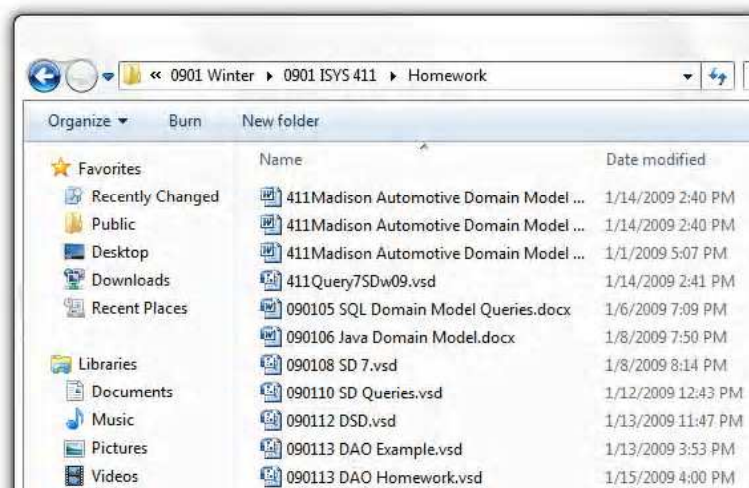 « 0901 Winter ▸ 0901 ISYS 411 ▸ Homework
Organize Burn New folder
Name Date modified
Favorites
Recently Changed 411Madison Automotive Domain Model ... 1/14/2009 2:40 PM
Public 411Madison Automotive Domain Model ... 1/14/2009 2:40 PM
Desktop 411Madison Automotive Domain Model ... 1/1/2009 5:07 PM
Downloads 411Query7SDw09.vsd 1/14/2009 2:41 PM
Recent Places 090105 SQL Domain Model Queries.docx 1/6/2009 7:09 PM
090106 Java Domain Model.docx 1/8/2009 7:50 PM
Libraries 090108 SD 7.vsd 1/8/2009 8:14 PM
Documents 090110 SD Queries.vsd 1/12/2009 12:43 PM
Music 090112 DSD.vsd 1/13/2009 11:47 PM
Pictures 090113 DAO Example.vsd 1/13/2009 3:53 PM
Videos 090113 DAO Homework.vsd 1/15/2009 4:00 PM